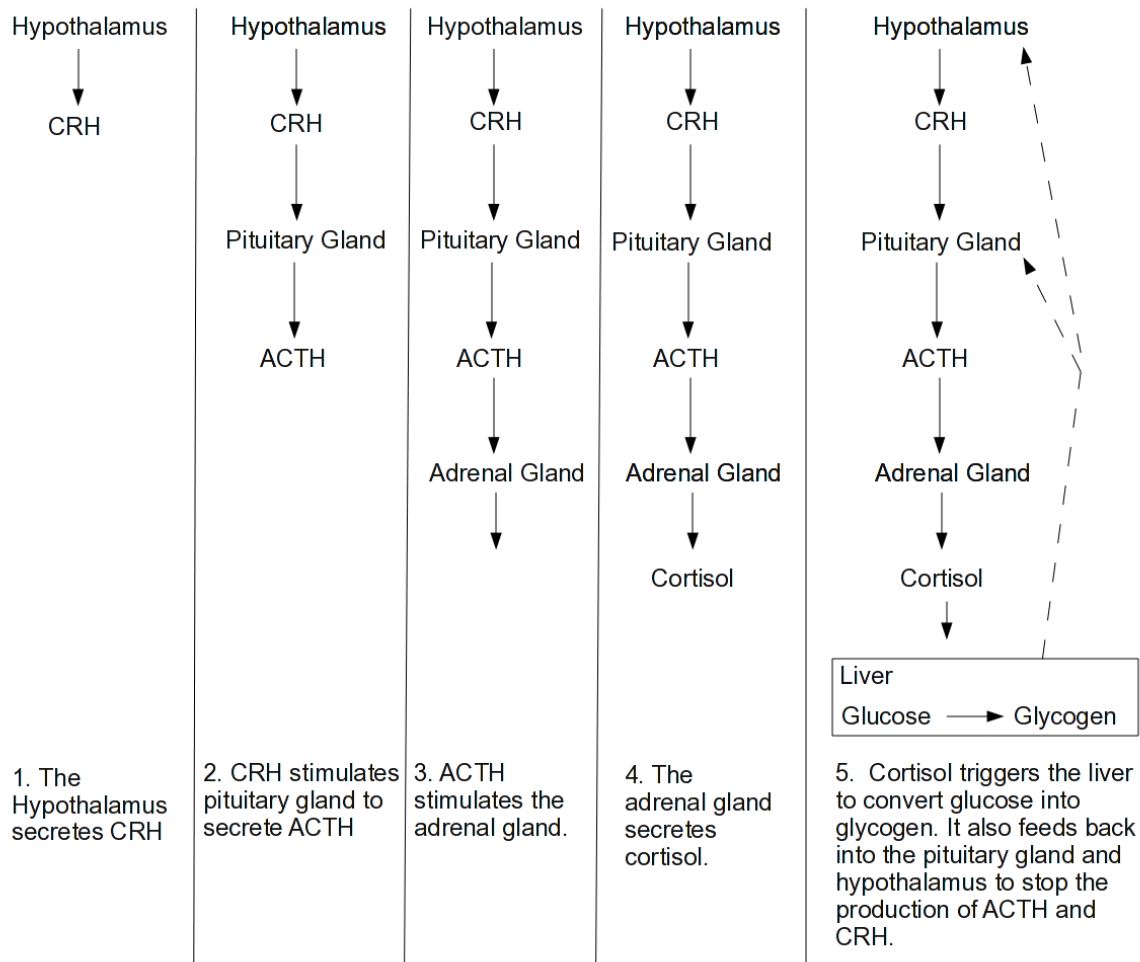 Hypothalamus
CRH
1. The
Hypothalamus
secretes CRH
Hypothalamus
CRH
Pituitary Gland
ACTH
2. CRH stimulates
pituitary gland to
secrete ACTH
Hypothalamus
CRH
Pituitary Gland
ACTH
Adrenal Gland
3. ACTH
stimulates the
adrenal gland.
Hypothalamus
CRH
Pituitary Gland
ACTH
Adrenal Gland
Cortisol
4. The
adrenal gland
secretes
cortisol.
Hypothalamus
CRH
Pituitary Gland
ACTH
Adrenal Gland
Cortisol
Liver
Glucose Glycogen
5. Cortisol triggers the liver
to convert glucose into
glycogen. It also feeds back
into the pituitary gland and
hypothalamus to stop the
production of ACTH and
CRH.